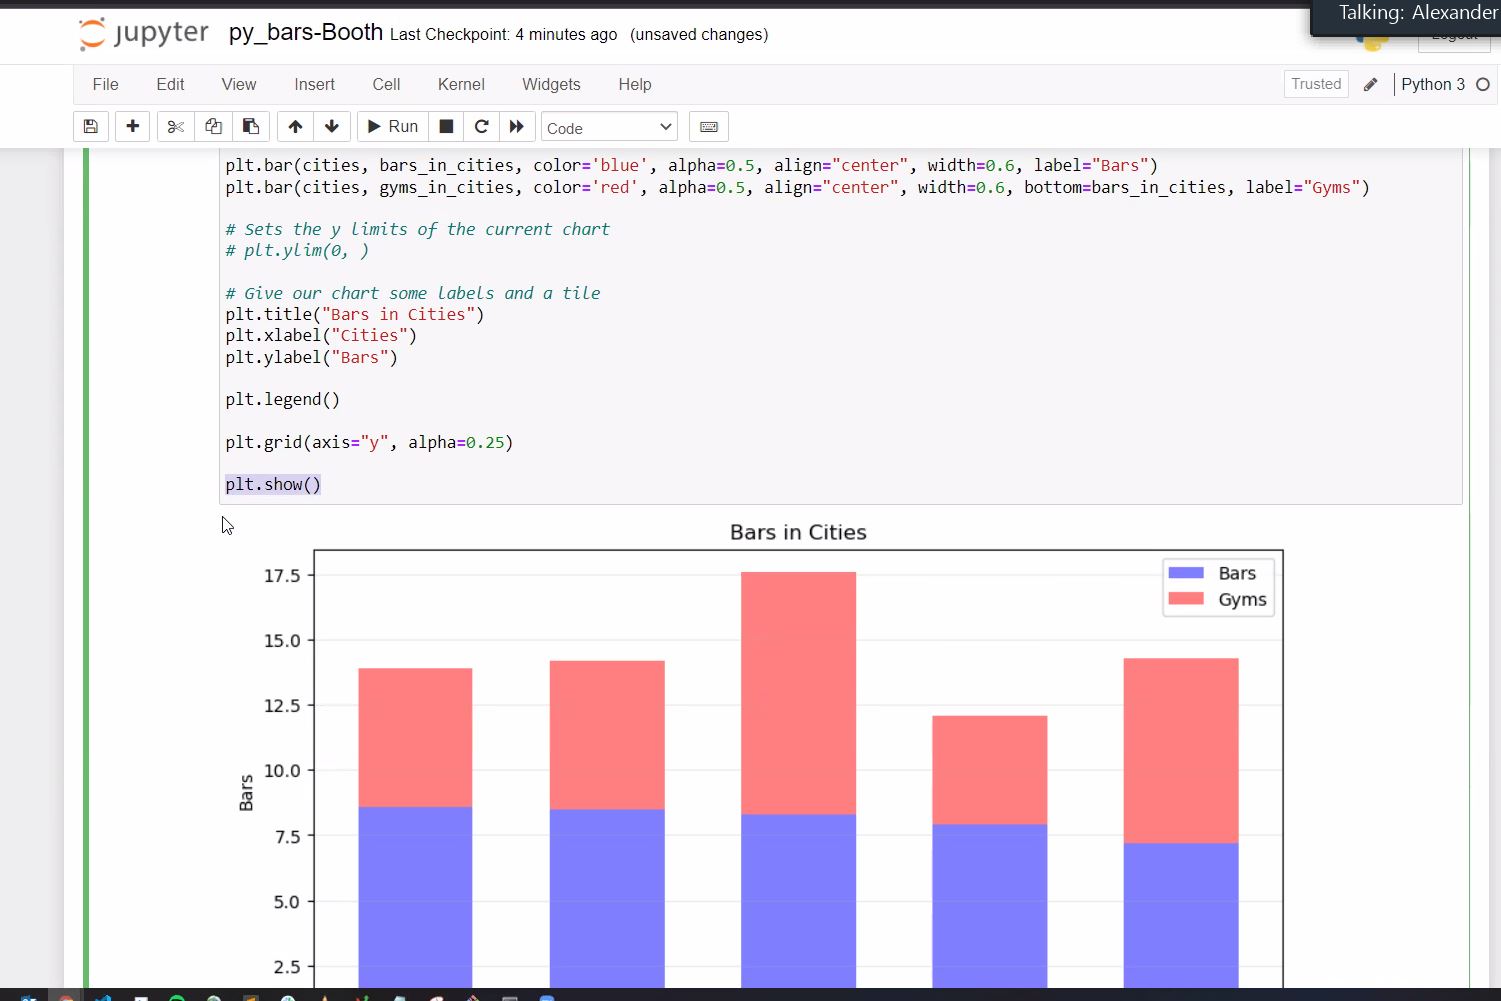 Talking: Alexander
jupyter py_bars-Booth Last Checkpoint: 4 minutes ago (unsaved changes)
File Edit View Insert Cell Kernel Widgets Help Trusted Python 3
Run Code
plt.bar(cities, bars_in_cities, color='blue', alpha=0.5, align="center", width=0.6, label="Bars")
plt.bar(cities, gyms_in_cities, color='red', alpha=0.5, align="center", width=0.6, bottom=bars_in_cities, label="Gyms")
# Sets the y limits of the current chart
# plt.ylim(0, )
# Give our chart some labels and a tile
plt.title("Bars in Cities")
plt.xlabel("Cities")
plt.ylabel("Bars")
plt.legend()
plt.grid(axis="y", alpha=0.25)
plt.show()
Bars in Cities
Bars
Gyms
17.5
15.0
12.5
10.0
7.5
5.0
2.5
Bars